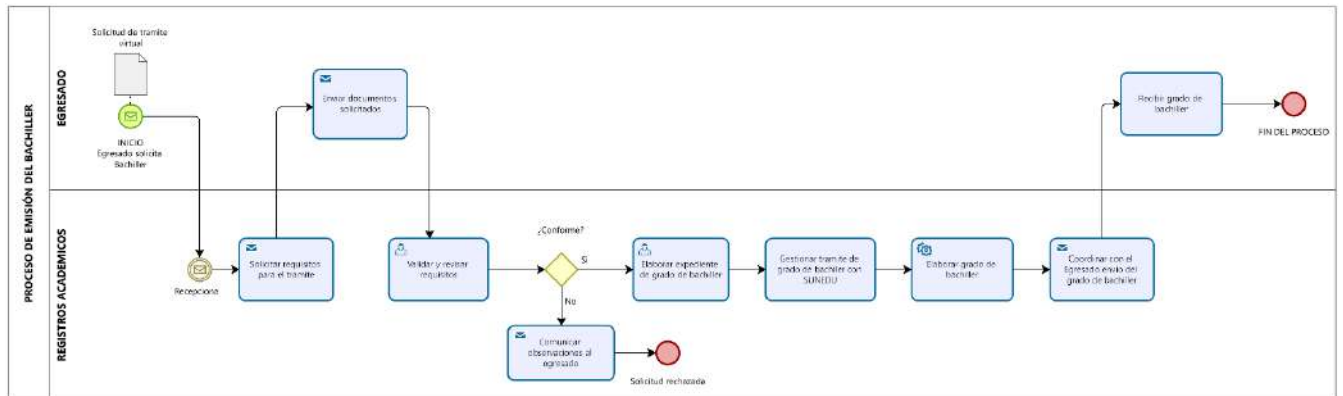 PROCESO DE EMISIÓN DEL BACHILLER
EGRESADO
Solicitud de tramite
virtual
INICIO
Egresado solicita
Bachiller
Enviar documentos
solicitados
Recibir grado de
bachiller
FIN DEL PROCESO
REGISTROS ACADEMICOS
Recepciona
Solicitar requisitos
para el tramite
Validar y revisar
requisitos
¿Conforme?
Si
No
Elaborar expediente
de grado de bachiller
Gestionar tramite de
grado de bachiller con
SUNEDU
Elaborar grado de
bachiller
Coordinar con el
Egresado envio del
grado de bachiller
Comunicar
observaciones al
egresado
Solicitud rechazada